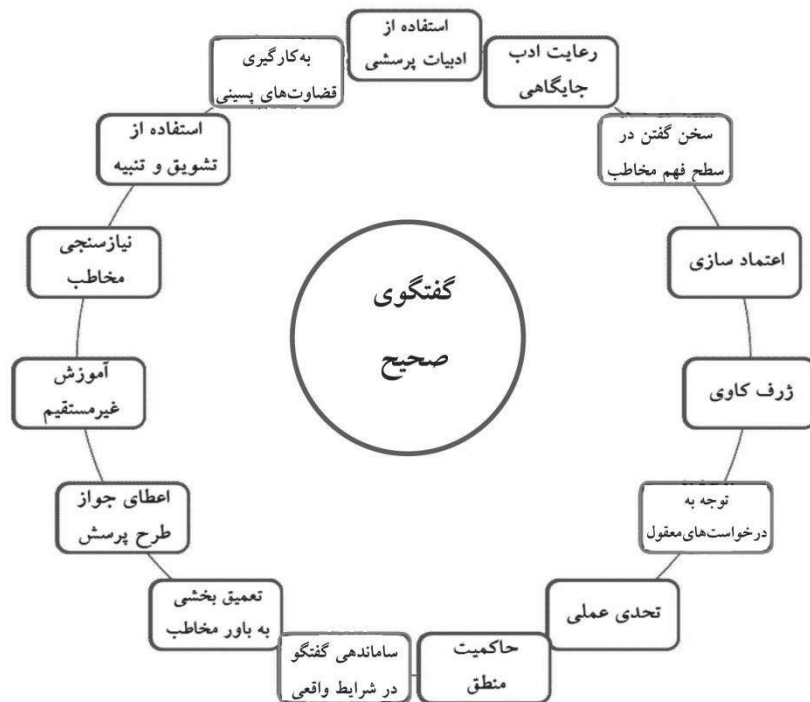 گفتگوی
صحیح
استفاده از
ادبیات پرسشی
رعایت ادب
جایگاهی
سخن گفتن در
سطح فهم مخاطب
اعتماد سازی
ژرف کاوی
توجه به
درخواست‌های معقول
تحدی عملی
حاکمیت
منطق
ساماندهی گفتگو
در شرایط واقعی
تعمیق بخشی
به باور مخاطب
اعطای جواز
طرح پرسش
آموزش
غیرمستقیم
نیازسنجی
مخاطب
استفاده از
تشویق و تنبیه
به‌کارگیری
قضاوت‌های پسینی